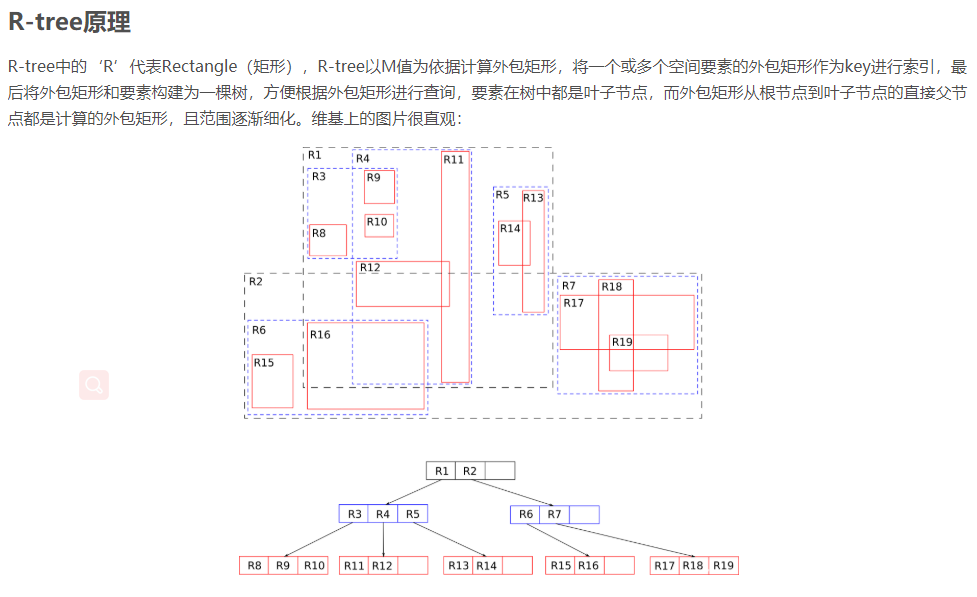 R-tree原理
R-tree中的‘R’代表Rectangle（矩形），R-tree以M值为依据计算外包矩形，将一个或多个空间要素的外包矩形作为key进行索引，最
后将外包矩形和要素构建为一棵树，方便根据外包矩形进行查询，要素在树中都是叶子节点，而外包矩形从根节点到叶子节点的直接父节
点都是计算的外包矩形，且范围逐渐细化。维基上的图片很直观：
R1 R4 R11
R3 R9
R5 R13
R10
R8 R14
R12
R2 R7 R18
R17
R6 R16 R19
R15
R1 R2
R3 R4 R5 R6 R7
R8 R9 R10 R11 R12 R13 R14 R15 R16 R17 R18 R19